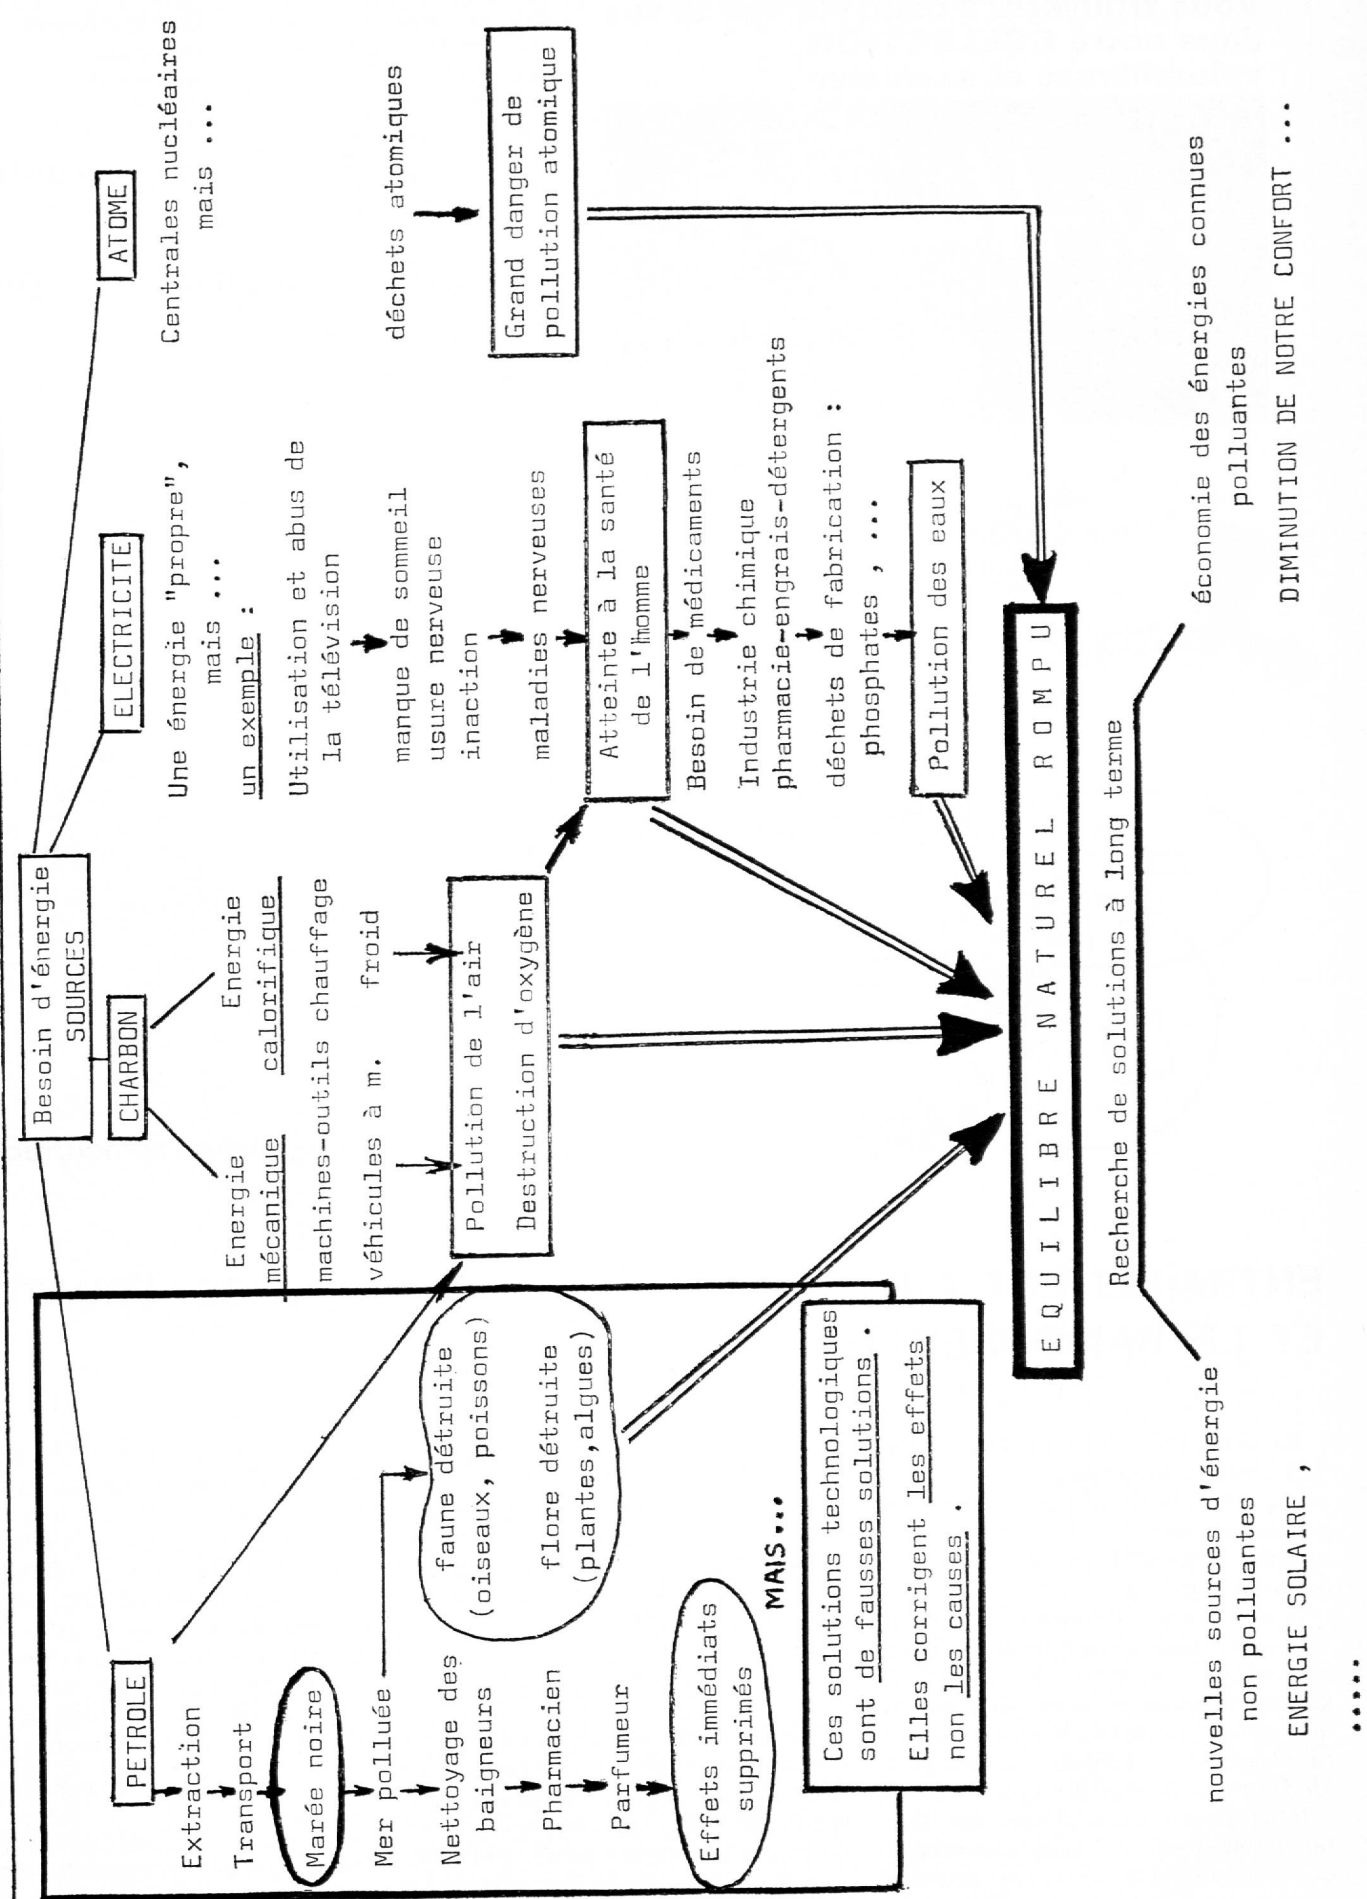 Besoin d'énergie
SOURCES
PETROLE
Extraction
Transport
Marée noire
Mer polluée
Nettoyage des
baigneurs
Pharmacien
Parfumeur
Effets immédiats
supprimés
faune détruite
(oiseaux, poissons)
flore détruite
(plantes,algues)
MAIS...
Ces solutions technologiques
sont de fausses solutions .
Elles corrigent les effets
non les causes .
CHARBON
Energie
mécanique
machines-outils
véhicules à m.
Energie
calorifique
chauffage
froid
Pollution de l'air
Destruction d'oxygène
ELECTRICITE
Une énergie "propre",
mais ...
un exemple :
Utilisation et abus de
la télévision
manque de sommeil
usure nerveuse
inaction
maladies nerveuses
Atteinte à la santé
de l'homme
Besoin de médicaments
Industrie chimique
pharmacie-engrais-détergents
déchets de fabrication :
phosphates , ...
Pollution des eaux
ATOME
Centrales nucléaires
mais ...
déchets atomiques
Grand danger de
pollution atomique
EQUILIBRE NATUREL ROMPU
Recherche de solutions à long terme
nouvelles sources d'énergie
non polluantes
ENERGIE SOLAIRE ,
.....
économie des énergies connues
polluantes
DIMINUTION DE NOTRE CONFORT ...